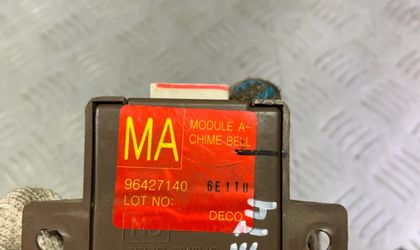 MA
MODULE A-
CHIME BELL
96427140 6E11U
LOT NO:
DECO